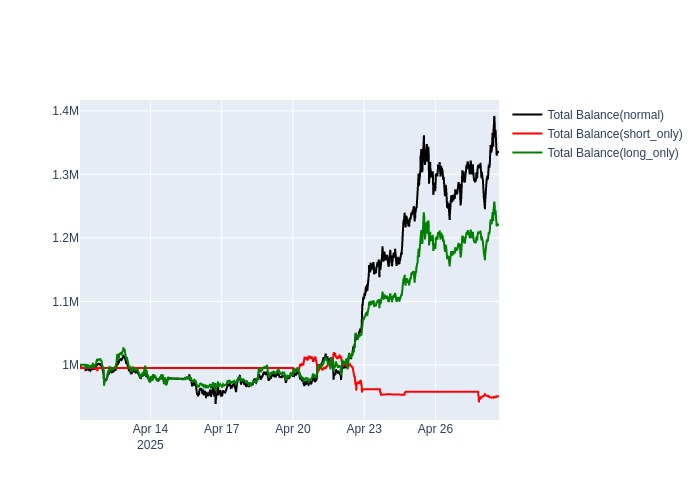 1.4M
1.3M
1.2M
1.1M
1M
Apr 14
2025
Apr 17
Apr 20
Apr 23
Apr 26
Total Balance(normal)
Total Balance(short_only)
Total Balance(long_only)